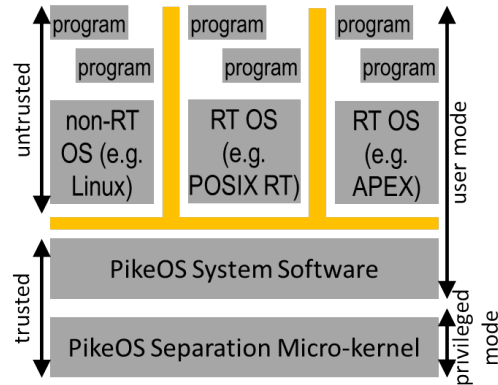 program
program
program
program
program
program
untrusted
non-RT
OS (e.g.
Linux)
RT OS
(e.g.
POSIX RT)
RT OS
(e.g.
APEX)
user mode
PikeOS System Software
trusted
PikeOS Separation Micro-kernel
privileged
mode